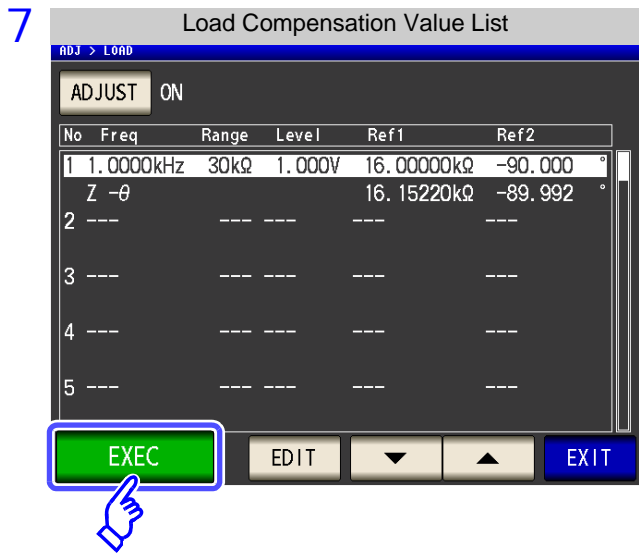 7
Load Compensation Value List
ADJ > LOAD
ADJUST ON
No Freq Range Level Ref1 Ref2
1 1.0000kHz 30kΩ 1.000V 16.00000kΩ -90.000 °
Z -θ 16.15220kΩ -89.992 °
2 --- --- --- --- ---
3 --- --- --- --- ---
4 --- --- --- --- ---
5 --- --- --- --- ---
EXEC EDIT ▼ ▲ EXIT